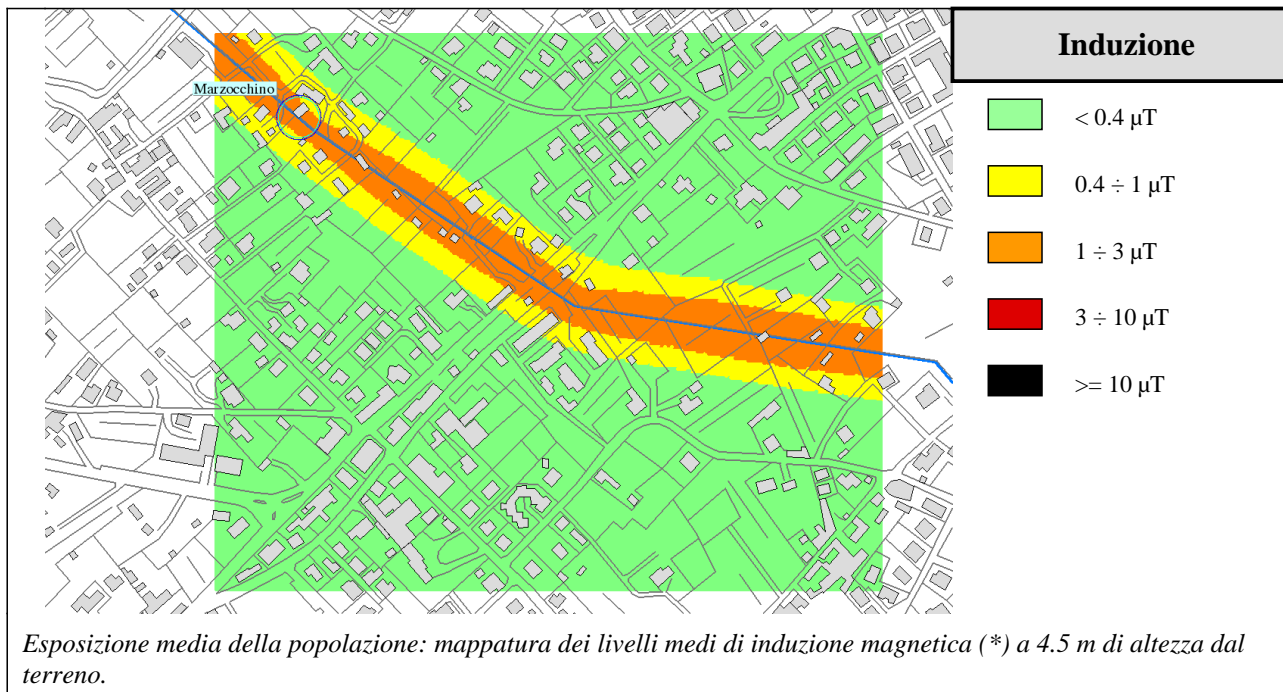 Induzione
Marzocchino
< 0.4 µT
0.4 ÷ 1 µT
1 ÷ 3 µT
3 ÷ 10 µT
>= 10 µT
Esposizione media della popolazione: mappatura dei livelli medi di induzione magnetica (*) a 4.5 m di altezza dal
terreno.